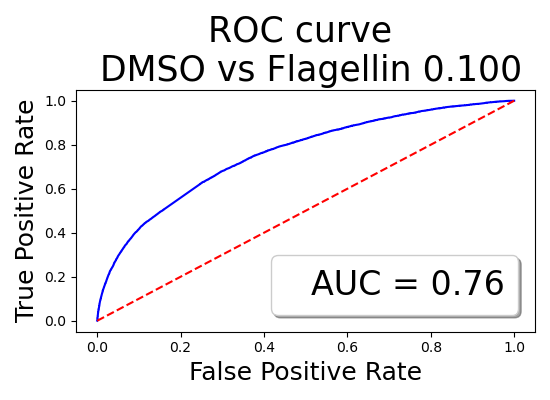 ROC curve
DMSO vs Flagellin 0.100
True Positive Rate
1.0
0.8
0.6
0.4
0.2
0.0
AUC = 0.76
0.0 0.2 0.4 0.6 0.8 1.0
False Positive Rate